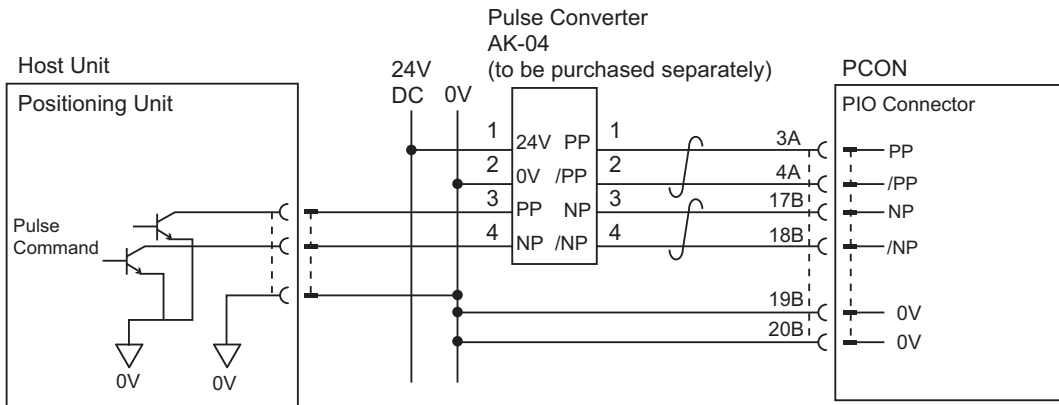 Pulse Converter
AK-04
(to be purchased separately)
Host Unit
24V
DC
0V
PCON
Positioning Unit
PIO Connector
1
24V
PP
1
3A
PP
2
0V
/PP
2
4A
/PP
3
PP
NP
3
17B
NP
Pulse
Command
4
NP
/NP
4
18B
/NP
19B
0V
20B
0V
0V
0V